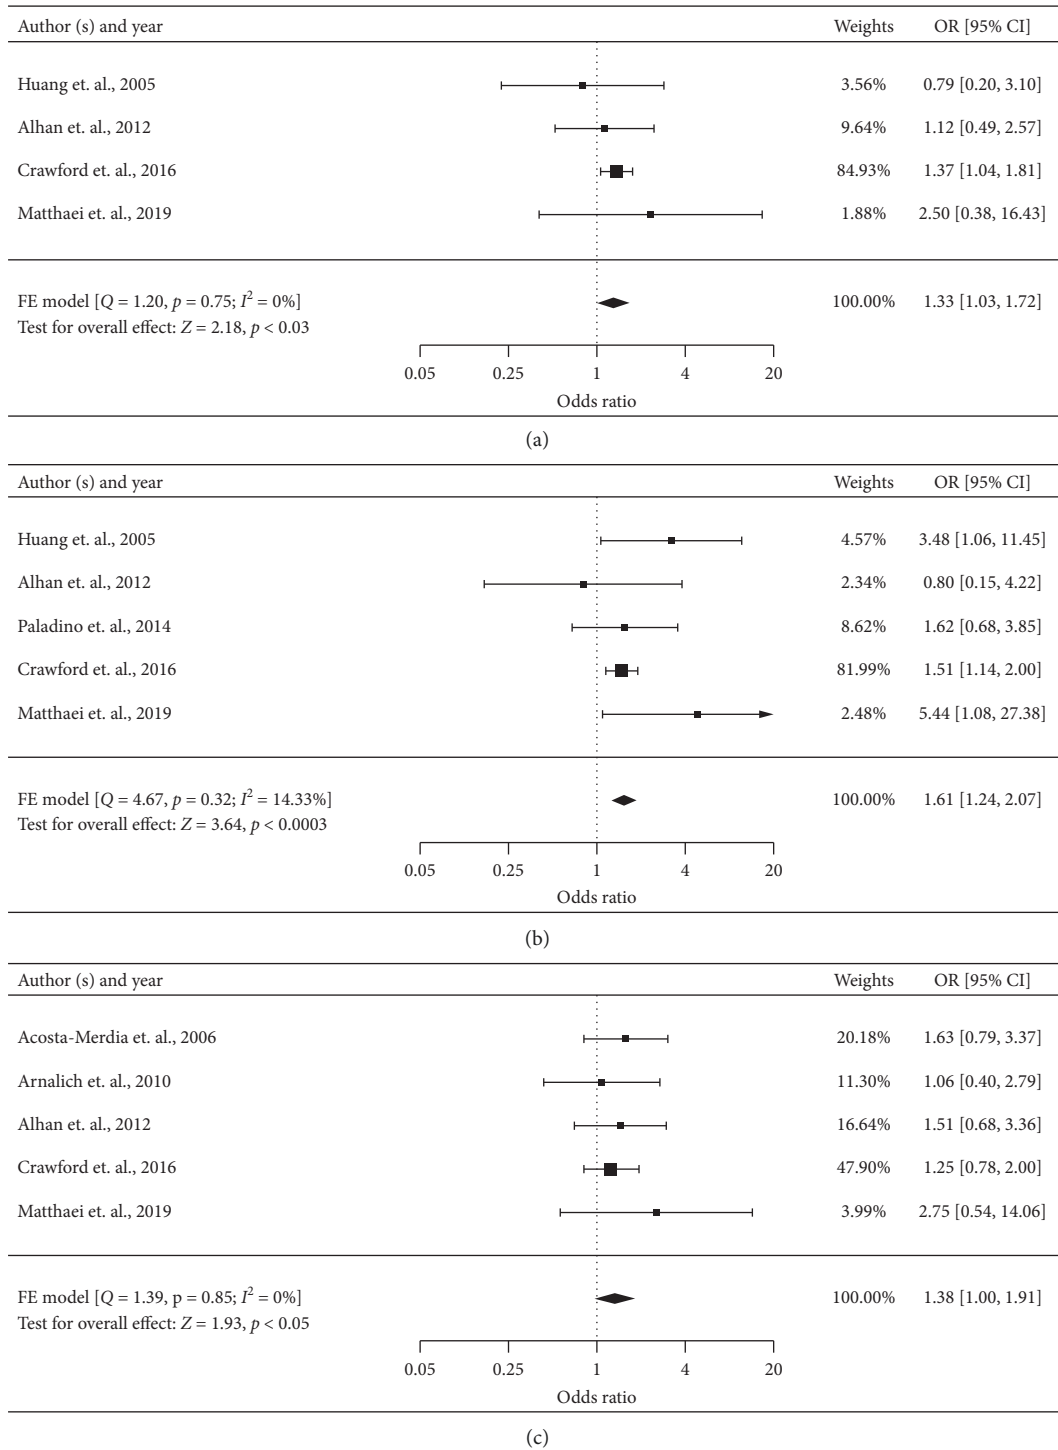 Author (s) and year Weights OR [95% CI]
Huang et. al., 2005 3.56% 0.79 [0.20, 3.10]
Alhan et. al., 2012 9.64% 1.12 [0.49, 2.57]
Crawford et. al., 2016 84.93% 1.37 [1.04, 1.81]
Matthaei et. al., 2019 1.88% 2.50 [0.38, 16.43]
FE model [Q = 1.20, p = 0.75; I² = 0%] 100.00% 1.33 [1.03, 1.72]
Test for overall effect: Z = 2.18, p < 0.03
0.05 0.25 1 4 20
Odds ratio
(a)
Author (s) and year Weights OR [95% CI]
Huang et. al., 2005 4.57% 3.48 [1.06, 11.45]
Alhan et. al., 2012 2.34% 0.80 [0.15, 4.22]
Paladino et. al., 2014 8.62% 1.62 [0.68, 3.85]
Crawford et. al., 2016 81.99% 1.51 [1.14, 2.00]
Matthaei et. al., 2019 2.48% 5.44 [1.08, 27.38]
FE model [Q = 4.67, p = 0.32; I² = 14.33%] 100.00% 1.61 [1.24, 2.07]
Test for overall effect: Z = 3.64, p < 0.0003
0.05 0.25 1 4 20
Odds ratio
(b)
Author (s) and year Weights OR [95% CI]
Acosta-Merdia et. al., 2006 20.18% 1.63 [0.79, 3.37]
Arnalich et. al., 2010 11.30% 1.06 [0.40, 2.79]
Alhan et. al., 2012 16.64% 1.51 [0.68, 3.36]
Crawford et. al., 2016 47.90% 1.25 [0.78, 2.00]
Matthaei et. al., 2019 3.99% 2.75 [0.54, 14.06]
FE model [Q = 1.39, p = 0.85; I² = 0%] 100.00% 1.38 [1.00, 1.91]
Test for overall effect: Z = 1.93, p < 0.05
0.05 0.25 1 4 20
Odds ratio
(c)